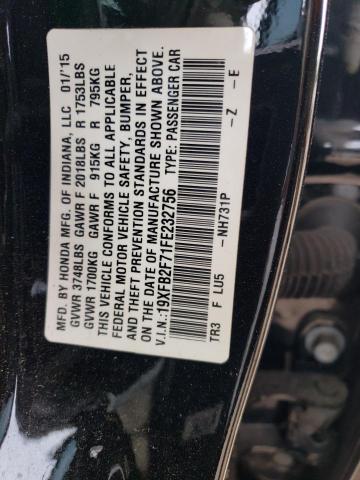 MFD. BY HONDA MFG. OF INDIANA, LLC 01/'15
GVWR 3748LBS GAWR F 2018LBS R 1753LBS
GVWR 1700KG GAWR F 915KG R 795KG
THIS VEHICLE CONFORMS TO ALL APPLICABLE
FEDERAL MOTOR VEHICLE SAFETY, BUMPER,
AND THEFT PREVENTION STANDARDS IN EFFECT
ON THE DATE OF MANUFACTURE SHOWN ABOVE.
V.I.N.:19XFB2F71FE232756 TYPE: PASSENGER CAR
TR3 F LU5 -NH731P -Z -E